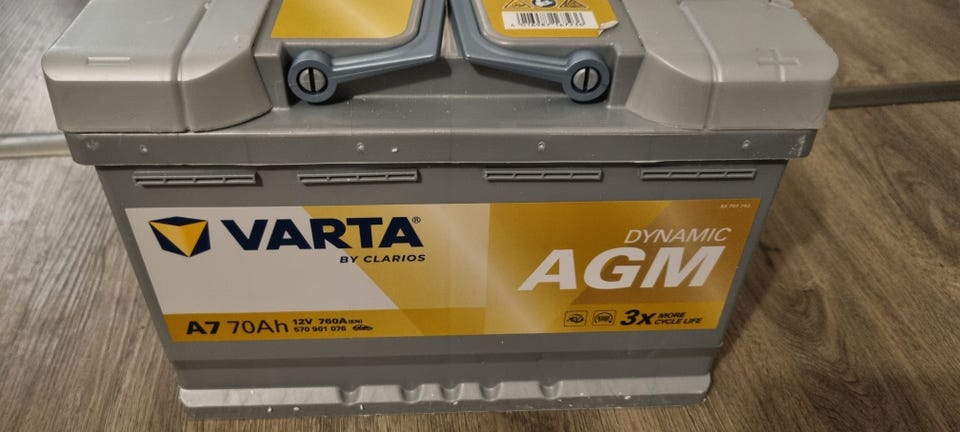 − +
VARTA®
BY CLARIOS
DYNAMIC
AGM
A7 70Ah 12V 760A(EN)
570 901 076
3x MORE
CYCLE LIFE